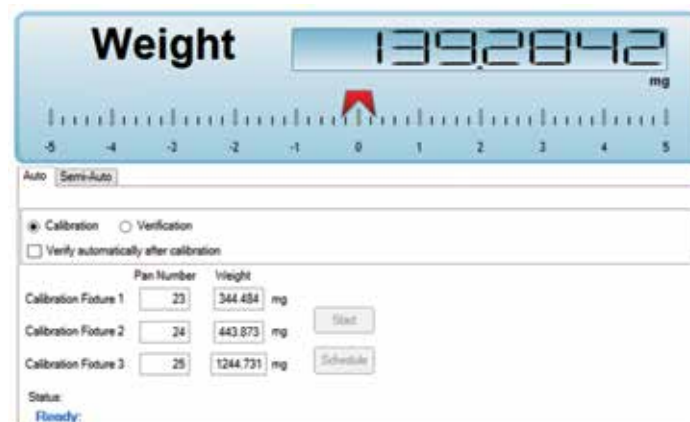 Weight 139.2842
mg
-5 -4 -3 -2 -1 0 1 2 3 4 5
Auto Semi-Auto
Calibration Verification
Verify automatically after calibration
Pan Number Weight
Calibration Fixture 1 23 344.484 mg
Start
Calibration Fixture 2 24 443.873 mg
Calibration Fixture 3 25 1244.731 mg Schedule
Status:
Ready: